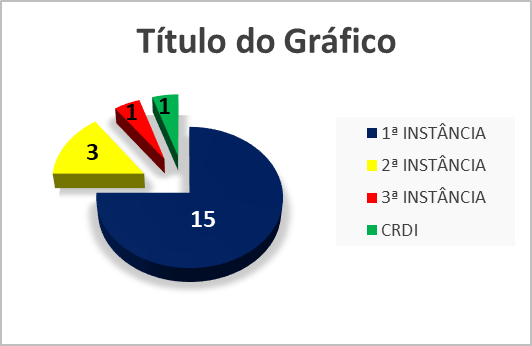 Título do Gráfico
1
1
3
15
1ª INSTÂNCIA
2ª INSTÂNCIA
3ª INSTÂNCIA
CRDI